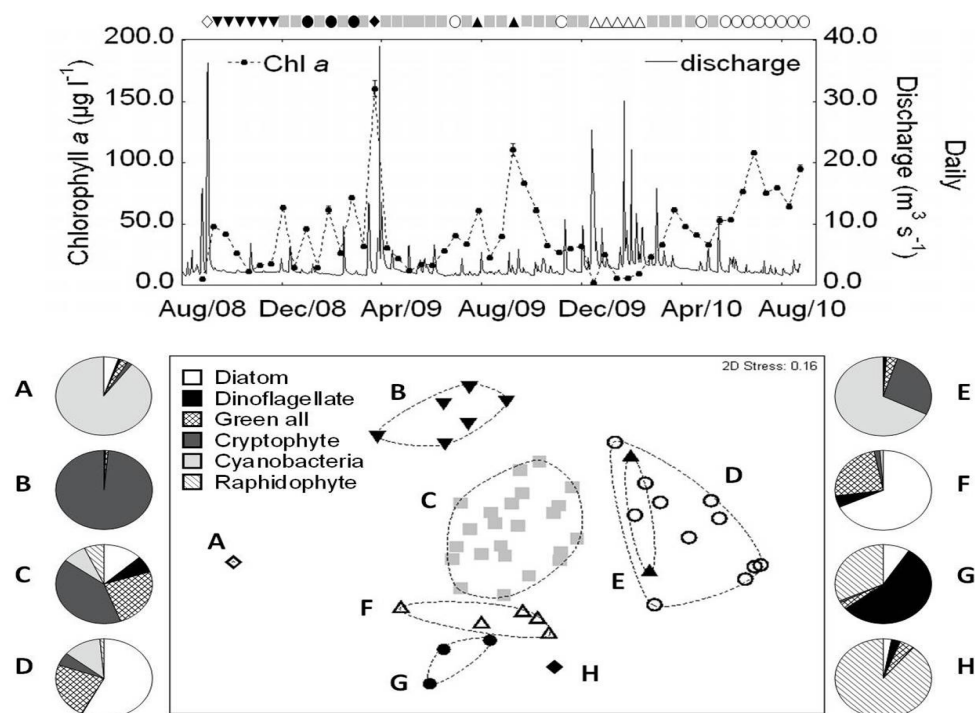 200.0
150.0
100.0
50.0
0.0
Chlorophyll a (µg l⁻¹)
Chl a
discharge
40.0
30.0
20.0
10.0
0.0
Daily
Discharge (m³ s⁻¹)
Aug/08 Dec/08 Apr/09 Aug/09 Dec/09 Apr/10 Aug/10
2D Stress: 0.16
Diatom
Dinoflagellate
Green all
Cryptophyte
Cyanobacteria
Raphidophyte
A
B
C
D
E
F
G
H
A
B
C
D
E
F
G
H